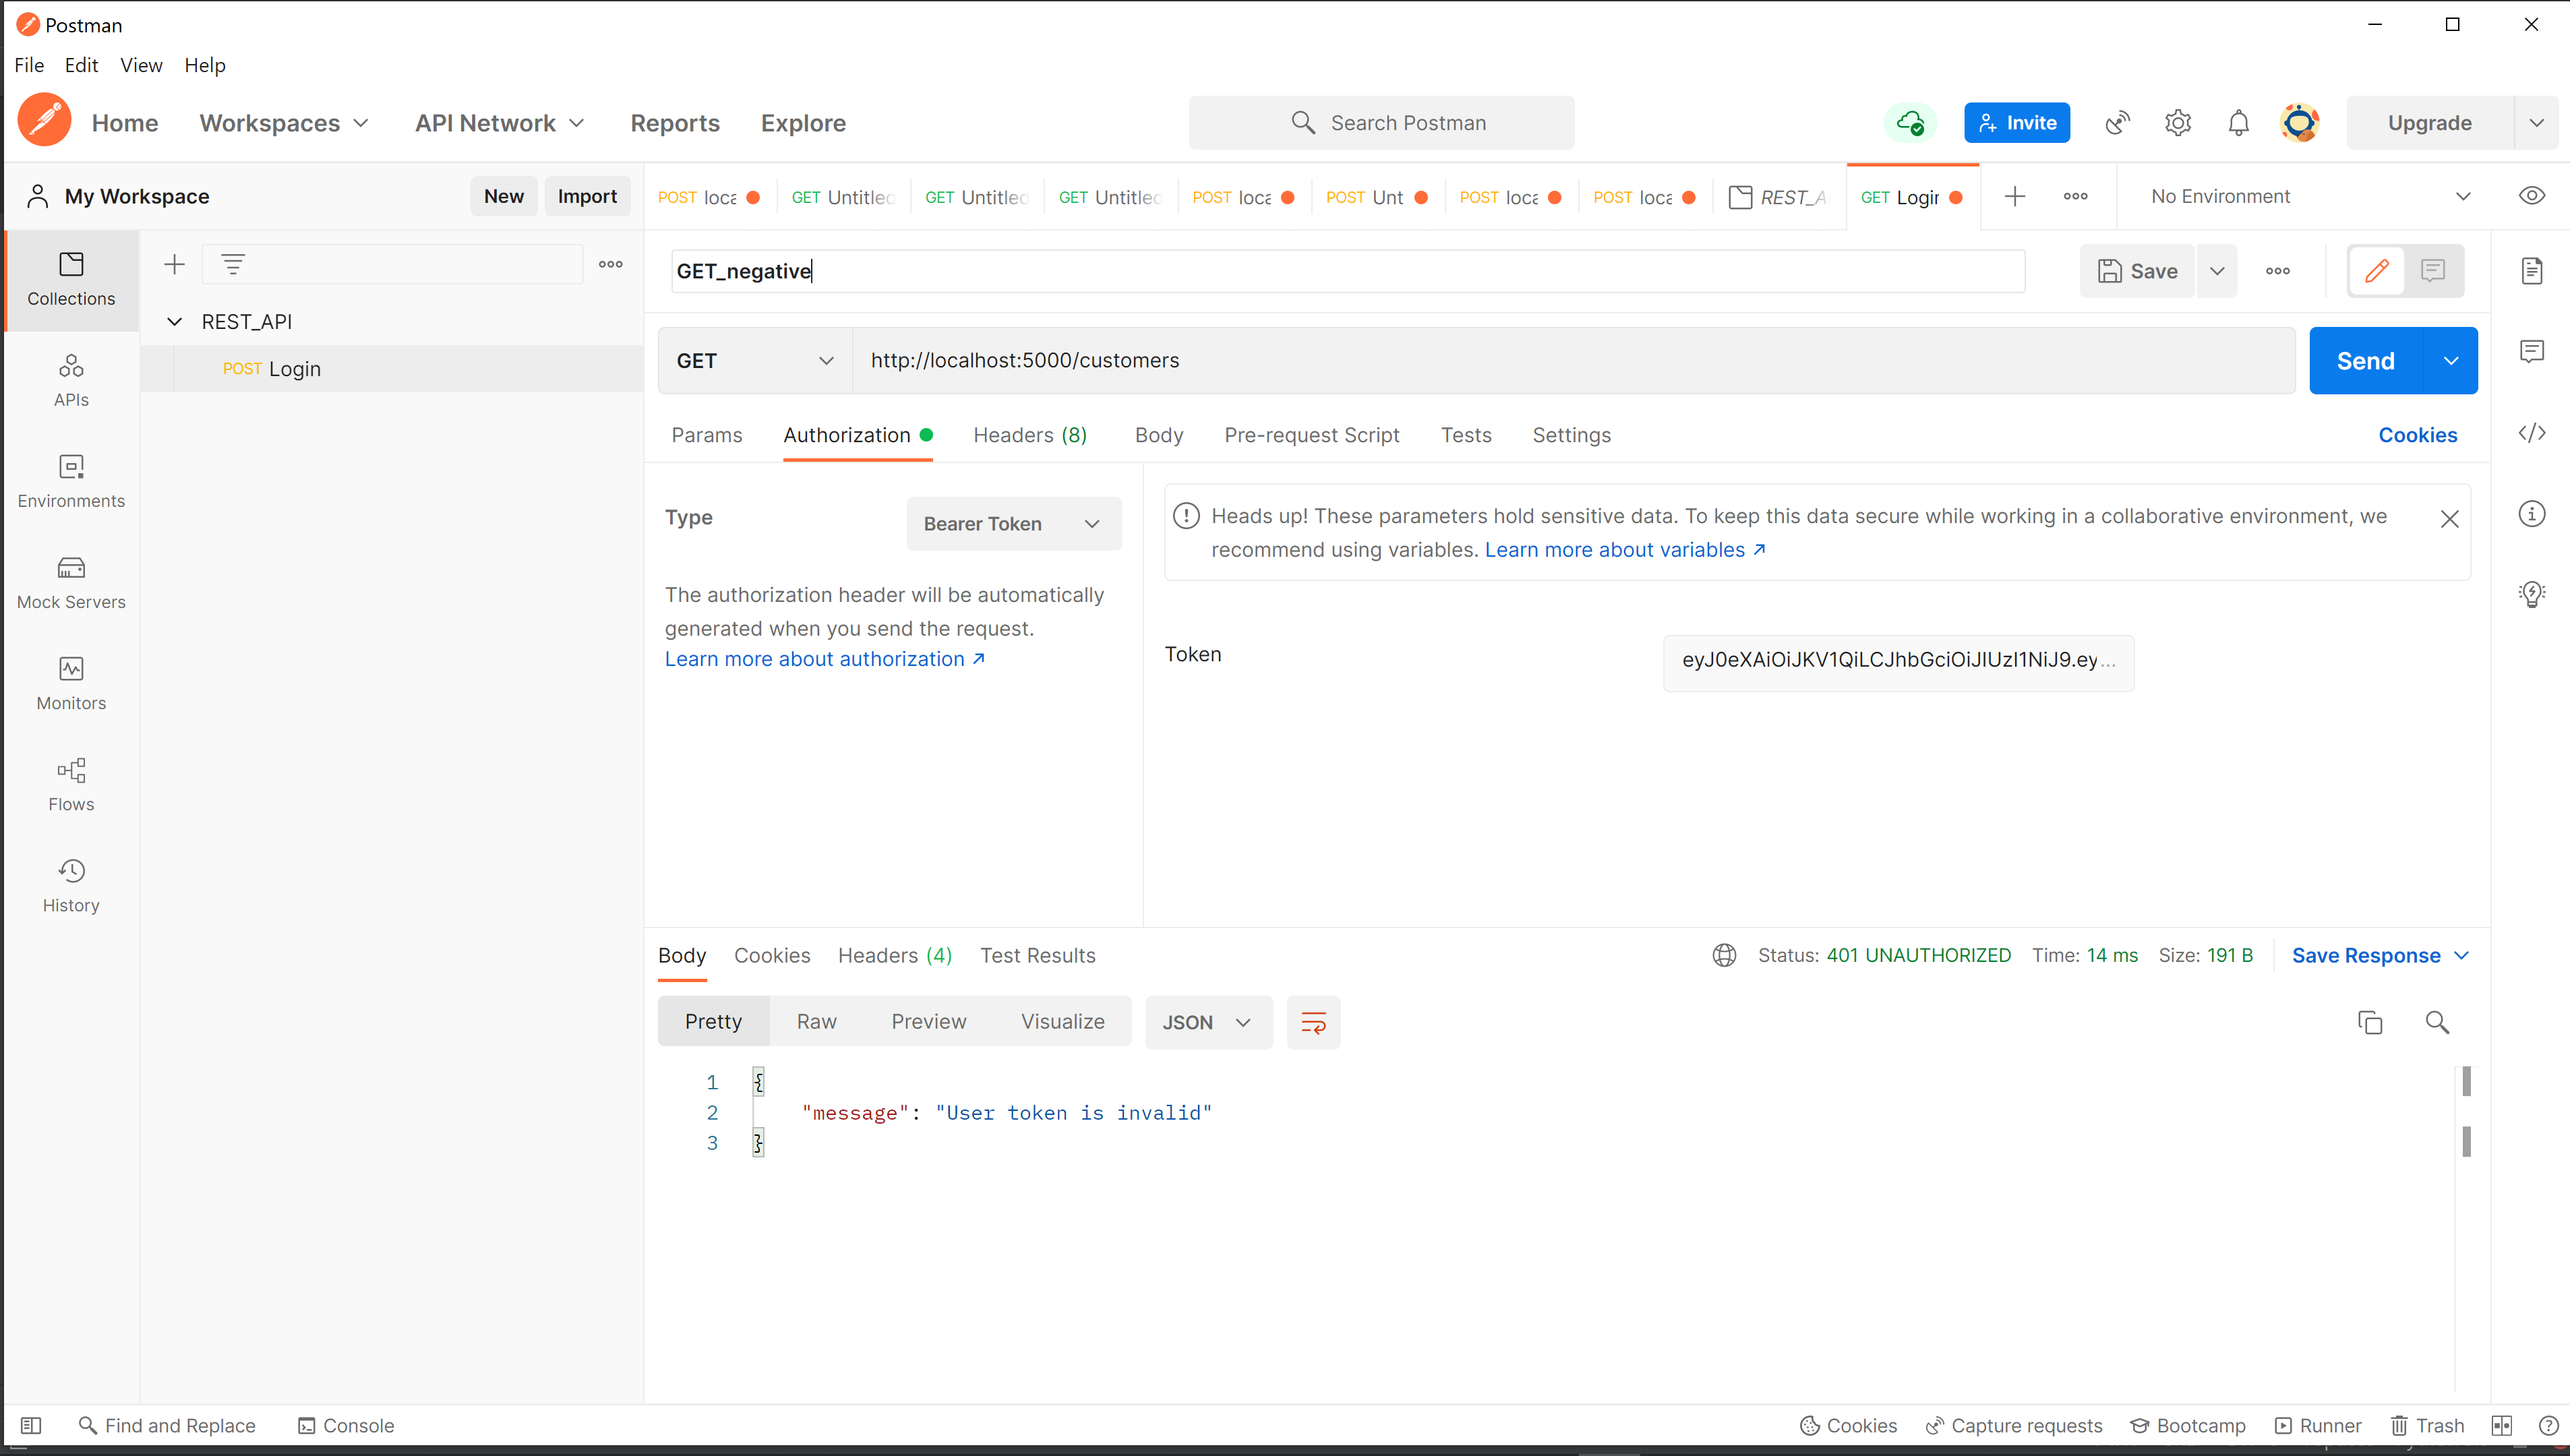 Postman
File Edit View Help
Home Workspaces API Network Reports Explore Search Postman Invite Upgrade
My Workspace New Import POST loca GET Untitled GET Untitled GET Untitled POST loca POST Unt POST loca POST loca REST_A GET Login No Environment
GET_negative Save
Collections
REST_API
POST Login
GET http://localhost:5000/customers Send
APIs
Params Authorization Headers (8) Body Pre-request Script Tests Settings Cookies
Environments
Type Bearer Token
Heads up! These parameters hold sensitive data. To keep this data secure while working in a collaborative environment, we
recommend using variables. Learn more about variables ↗
The authorization header will be automatically
generated when you send the request.
Learn more about authorization ↗
Token eyJ0eXAiOiJKV1QiLCJhbGciOiJIUzI1NiJ9.ey...
Mock Servers
Monitors
Flows
History
Body Cookies Headers (4) Test Results Status: 401 UNAUTHORIZED Time: 14 ms Size: 191 B Save Response
Pretty Raw Preview Visualize JSON
1 {
2 "message": "User token is invalid"
3 }
Find and Replace Console Cookies Capture requests Bootcamp Runner Trash